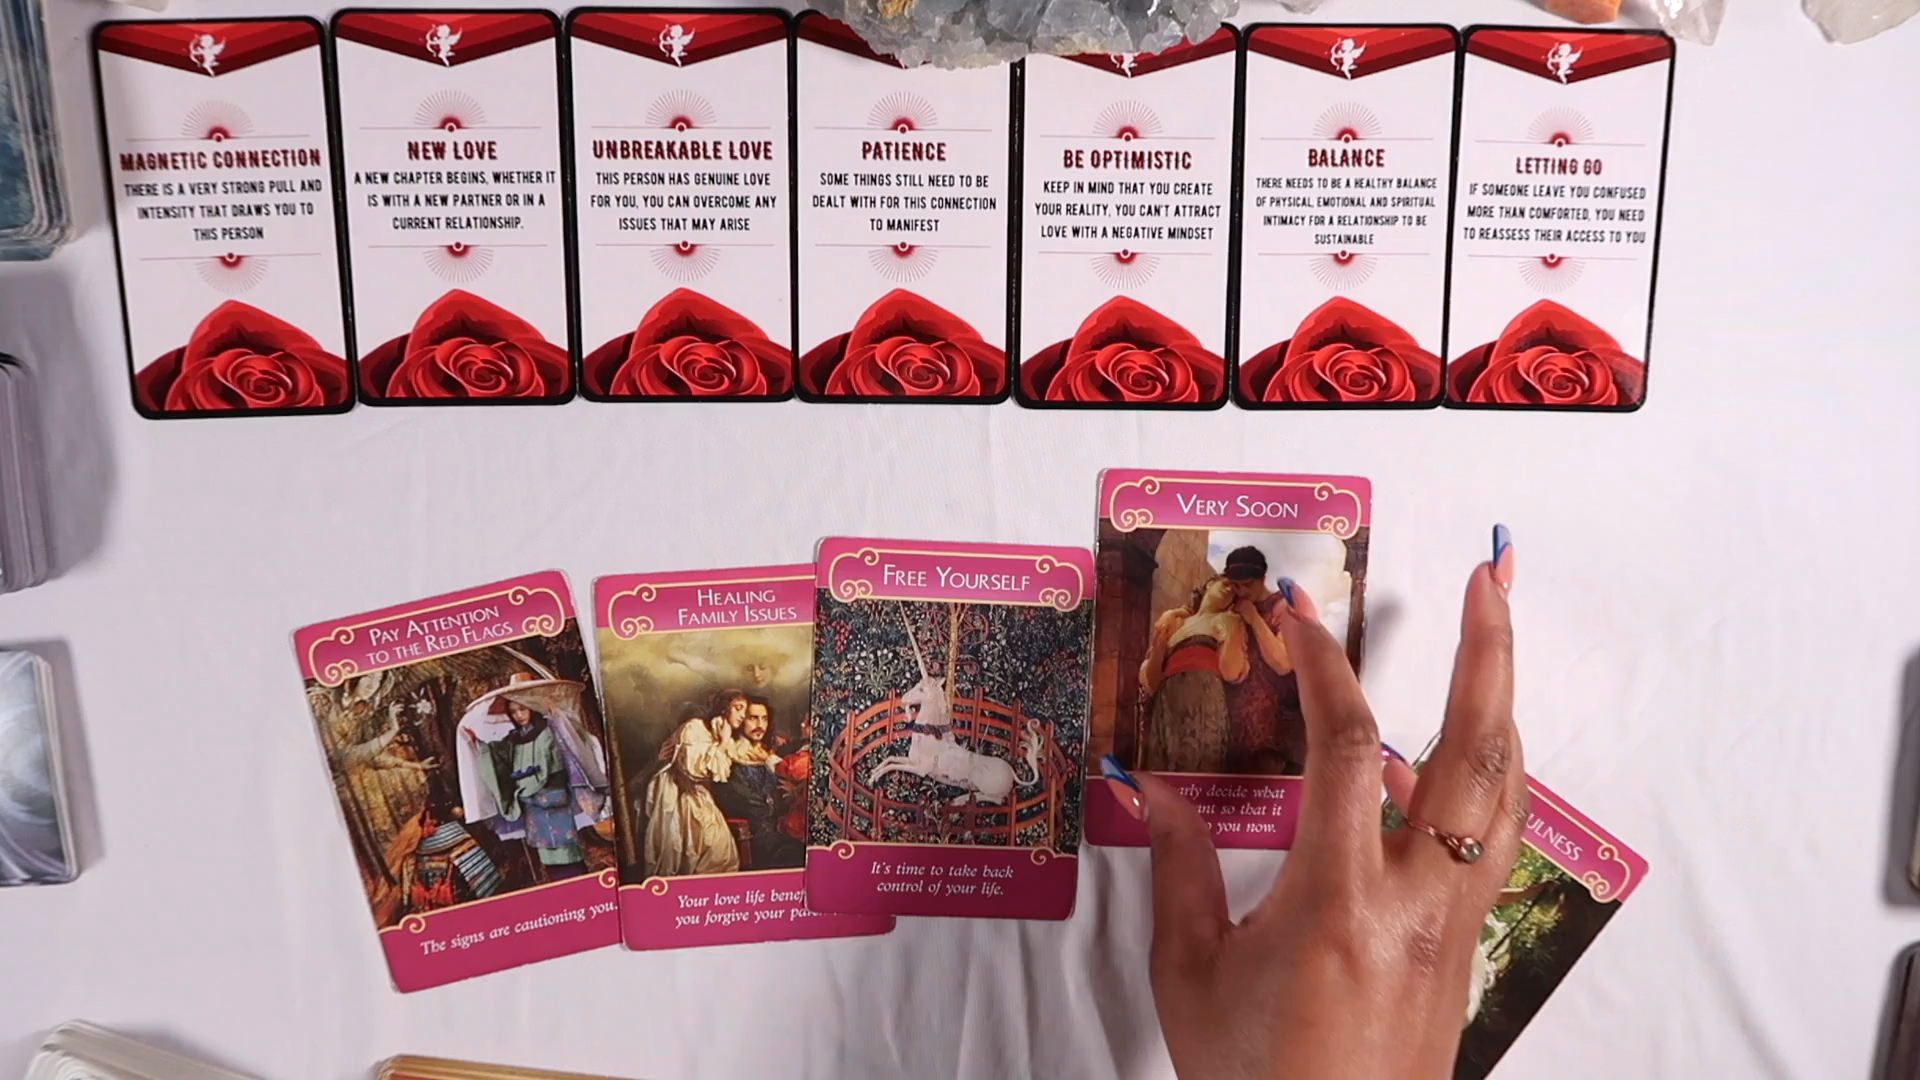 MAGNETIC CONNECTION
THERE IS A VERY STRONG PULL AND
INTENSITY THAT DRAWS YOU TO
THIS PERSON
NEW LOVE
A NEW CHAPTER BEGINS, WHETHER IT
IS WITH A NEW PARTNER OR IN A
CURRENT RELATIONSHIP.
UNBREAKABLE LOVE
THIS PERSON HAS GENUINE LOVE
FOR YOU, YOU CAN OVERCOME ANY
ISSUES THAT MAY ARISE
PATIENCE
SOME THINGS STILL NEED TO BE
DEALT WITH FOR THIS CONNECTION
TO MANIFEST
BE OPTIMISTIC
KEEP IN MIND THAT YOU CREATE
YOUR REALITY, YOU CAN'T ATTRACT
LOVE WITH A NEGATIVE MINDSET
BALANCE
THERE NEEDS TO BE A HEALTHY BALANCE
OF PHYSICAL, EMOTIONAL AND SPIRITUAL
INTIMACY FOR A RELATIONSHIP TO BE
SUSTAINABLE
LETTING GO
IF SOMEONE LEAVE YOU CONFUSED
MORE THAN COMFORTED, YOU NEED
TO REASSESS THEIR ACCESS TO YOU
PAY ATTENTION
TO THE RED FLAGS
The signs are cautioning you.
HEALING
FAMILY ISSUES
Your love life
you forgive your
FREE YOURSELF
It's time to take back
control of your life.
VERY SOON
decide what
so that it
you now.